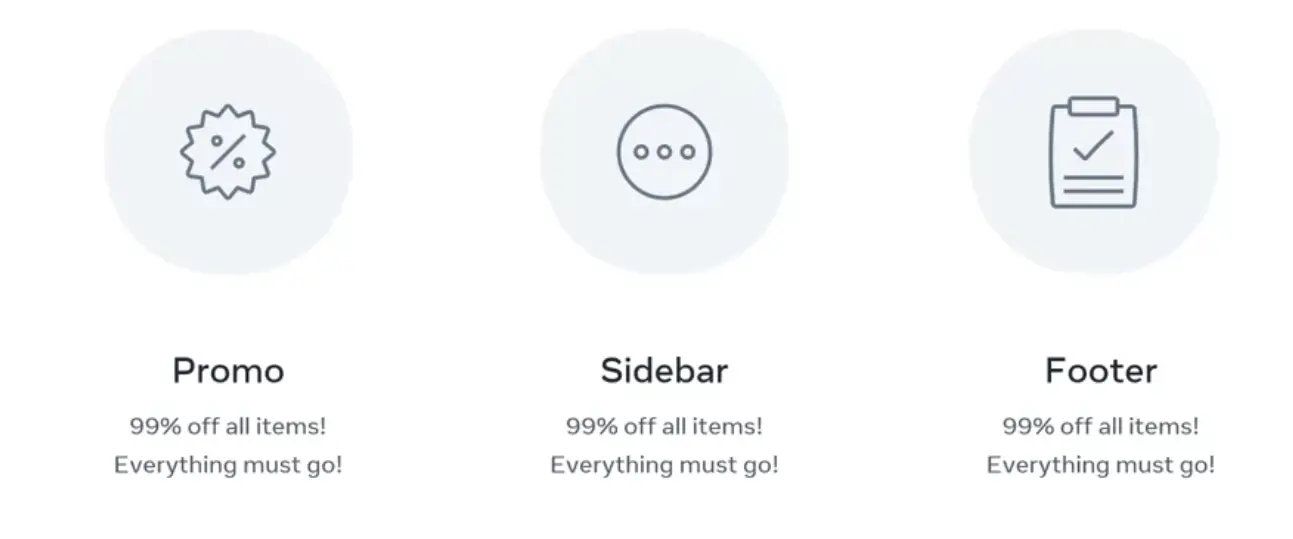 Promo
99% off all items!
Everything must go!
Sidebar
99% off all items!
Everything must go!
Footer
99% off all items!
Everything must go!